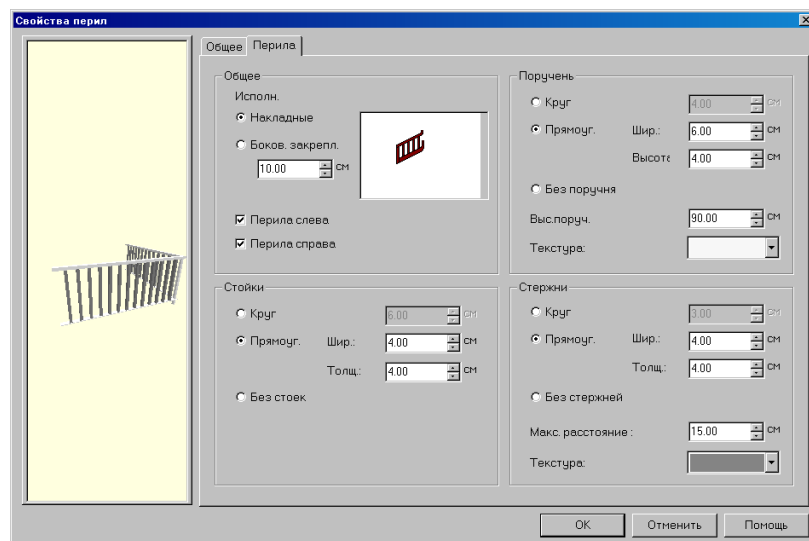 Свойства перил
Общее
Перила
Общее
Исполн.
Накладные
Боков. закрепл.
10.00 см
Перила слева
Перила справа
Поручень
Круг 4.00 см
Прямоуг. Шир.: 6.00 см
Высоте 4.00 см
Без поручня
Выс.поруч. 90.00 см
Текстура:
Стойки
Круг 6.00 см
Прямоуг. Шир.: 4.00 см
Толщ.: 4.00 см
Без стоек
Стержни
Круг 3.00 см
Прямоуг. Шир.: 4.00 см
Толщ.: 4.00 см
Без стержней
Макс. расстояние : 15.00 см
Текстура:
OK
Отменить
Помощь